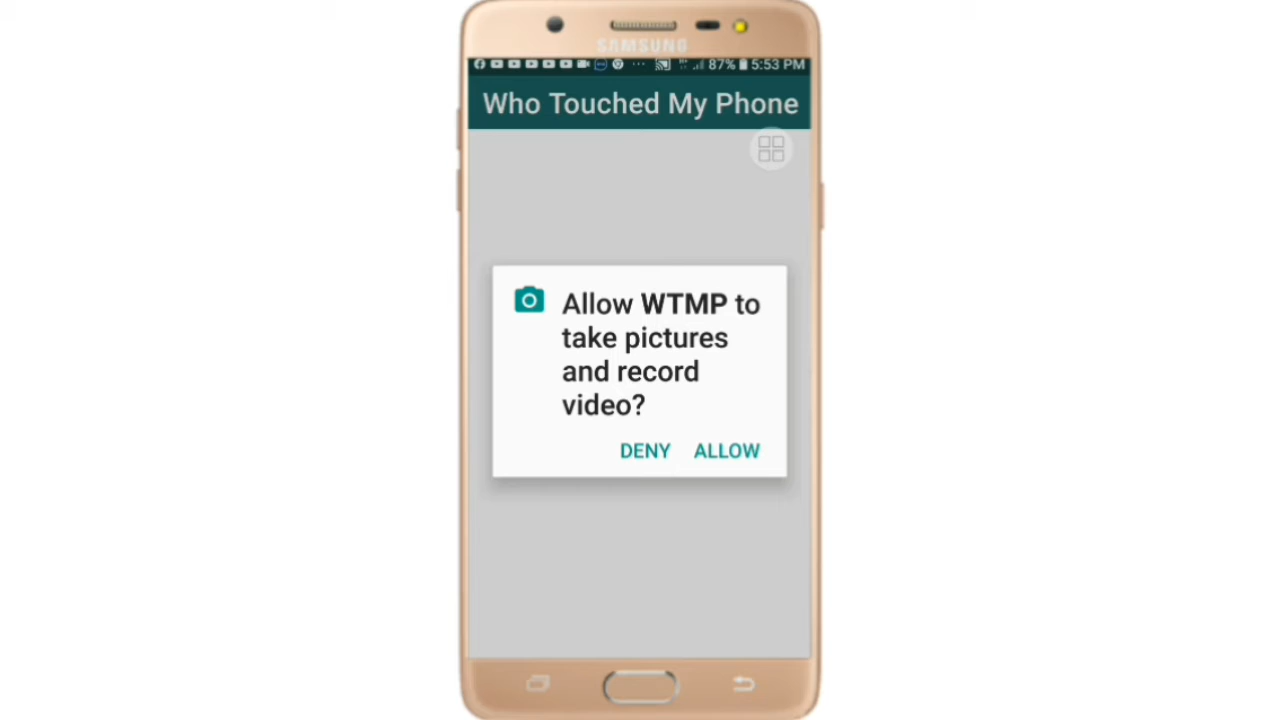 SAMSUNG
87% 5:53 PM
Who Touched My Phone
Allow WTMP to
take pictures
and record
video?
DENY ALLOW